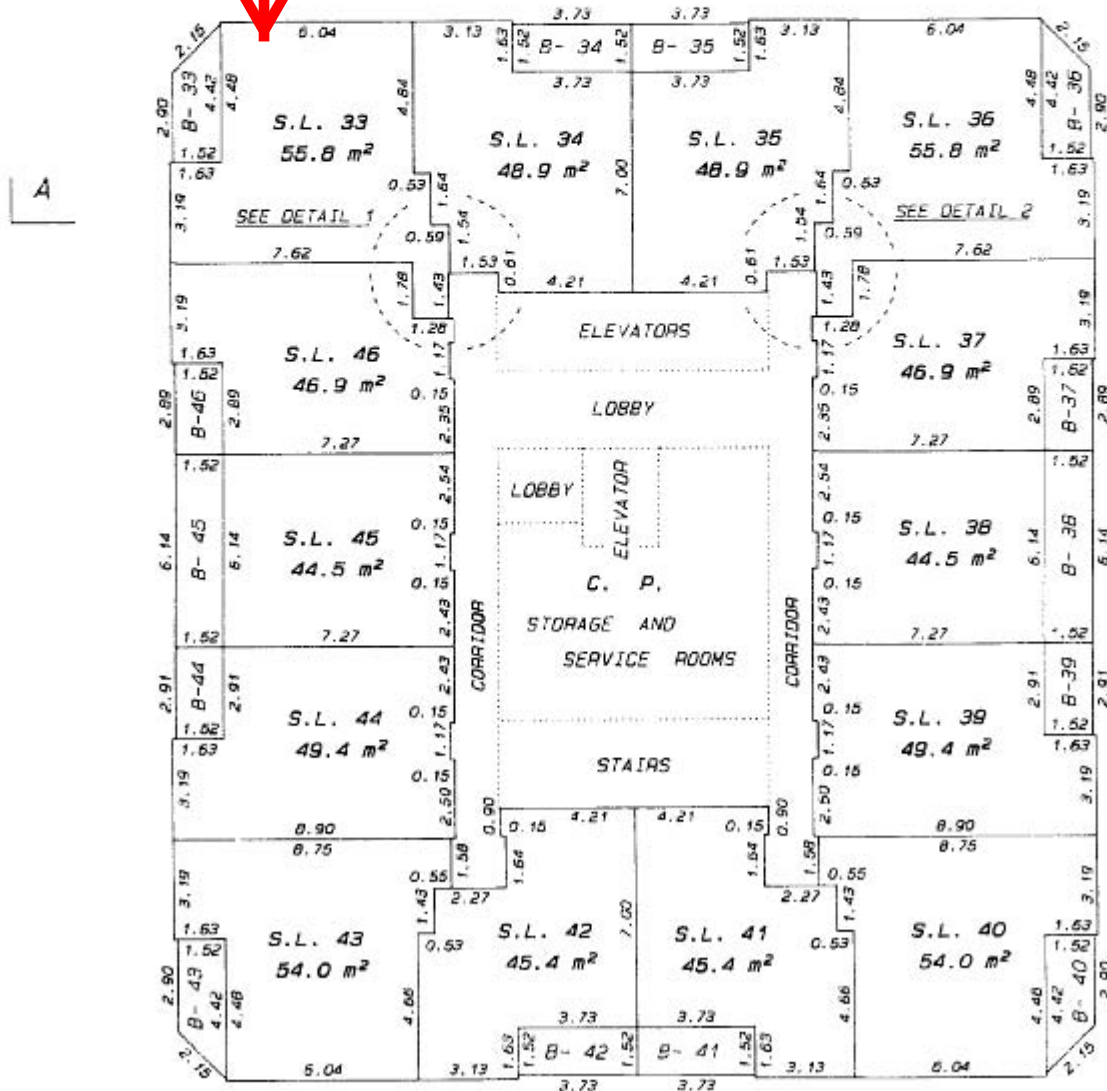 6.04 3.13 3.73 3.73 3.13 6.04
2.15 1.63 1.52 B- 34 1.52 B- 35 1.52 1.63 2.15
2.90 B- 33 4.42 4.48 4.84 3.73 3.73 4.84 4.48 4.42 B- 36 2.90
S.L. 33
55.8 m²
S.L. 34
48.9 m²
7.00
S.L. 35
48.9 m²
S.L. 36
55.8 m²
1.52 1.52
1.63 1.63
A
3.19 0.53 1.64 1.64 0.53 3.19
SEE DETAIL 1
SEE DETAIL 2
0.59 1.54 1.54 0.59
7.62 1.53 0.61 4.21 4.21 0.61 1.53 7.62
1.78 1.43 1.43 1.78
3.19 1.28 1.28 3.19
ELEVATORS
S.L. 46
46.9 m²
S.L. 37
46.9 m²
1.63 1.17 1.17 1.63
1.52 1.52
2.89 B-46 2.89 0.15 0.15 2.89 B-37 2.89
LOBBY
2.35 2.35
7.27 7.27
1.52 2.54 2.54 1.52
LOBBY
ELEVATOR
6.14 B- 45 6.14
S.L. 45
44.5 m²
0.15
1.17
0.15
2.43
S.L. 38
44.5 m²
0.15
1.17
0.15
2.43
6.14 B- 38 6.14
C. P.
STORAGE AND
SERVICE ROOMS
CORRIDOR
CORRIDOR
1.52 7.27 7.27 1.52
2.91 B-44 2.91 2.43 2.43 2.91 B-39 2.91
S.L. 44
49.4 m²
0.15
1.17
0.15
2.50
S.L. 39
49.4 m²
0.15
1.17
0.15
2.50
1.52 1.52
1.63 1.63
3.19 3.19
STAIRS
8.90 0.90 0.15 4.21 4.21 0.15 0.90 8.90
8.75 1.58 1.64 1.64 1.58 8.75
3.19 0.55 0.55 3.19
1.43 2.27 2.27 1.43
1.63 1.63
1.52 0.53 0.53 1.52
S.L. 43
54.0 m²
S.L. 42
45.4 m²
7.00
S.L. 41
45.4 m²
S.L. 40
54.0 m²
2.90 B- 43 4.42 4.48 4.66 4.66 4.48 4.42 B- 40 2.90
3.73 3.73
1.63 1.52 B- 42 1.52 B- 41 1.52 1.63
2.15 6.04 3.13 3.73 3.73 3.13 6.04 2.15